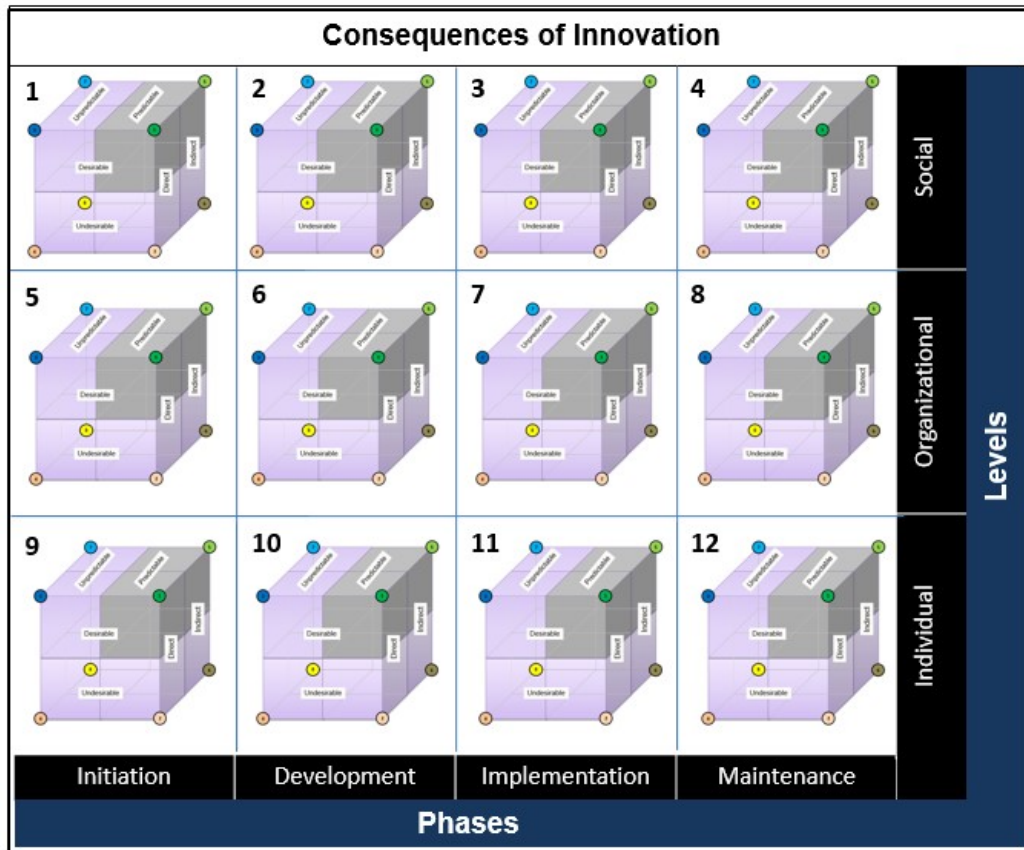 Consequences of Innovation
1
Unpredictable
Predictable
Desirable
Indirect
Direct
Undesirable
2
Unpredictable
Predictable
Desirable
Indirect
Direct
Undesirable
3
Unpredictable
Predictable
Desirable
Indirect
Direct
Undesirable
4
Unpredictable
Predictable
Desirable
Indirect
Direct
Undesirable
Social
5
Unpredictable
Predictable
Desirable
Indirect
Direct
Undesirable
6
Unpredictable
Predictable
Desirable
Indirect
Direct
Undesirable
7
Unpredictable
Predictable
Desirable
Indirect
Direct
Undesirable
8
Unpredictable
Predictable
Desirable
Indirect
Direct
Undesirable
Organizational
9
Unpredictable
Predictable
Desirable
Indirect
Direct
Undesirable
10
Unpredictable
Predictable
Desirable
Indirect
Direct
Undesirable
11
Unpredictable
Predictable
Desirable
Indirect
Direct
Undesirable
12
Unpredictable
Predictable
Desirable
Indirect
Direct
Undesirable
Individual
Levels
Initiation
Development
Implementation
Maintenance
Phases